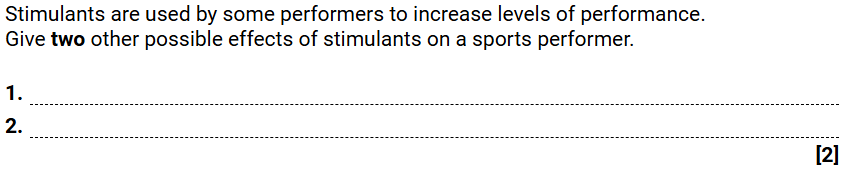 Stimulants are used by some performers to increase levels of performance.
Give two other possible effects of stimulants on a sports performer.
1.
2.
[2]